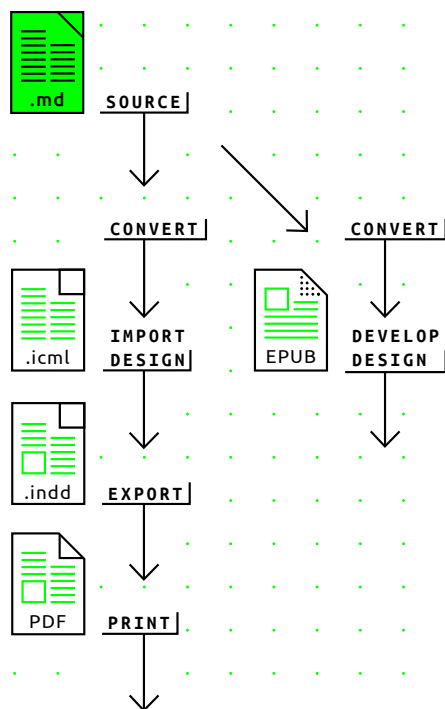 .md
SOURCE
CONVERT
.icml
IMPORT
DESIGN
.indd
EXPORT
PDF
PRINT
CONVERT
EPUB
DEVELOP
DESIGN